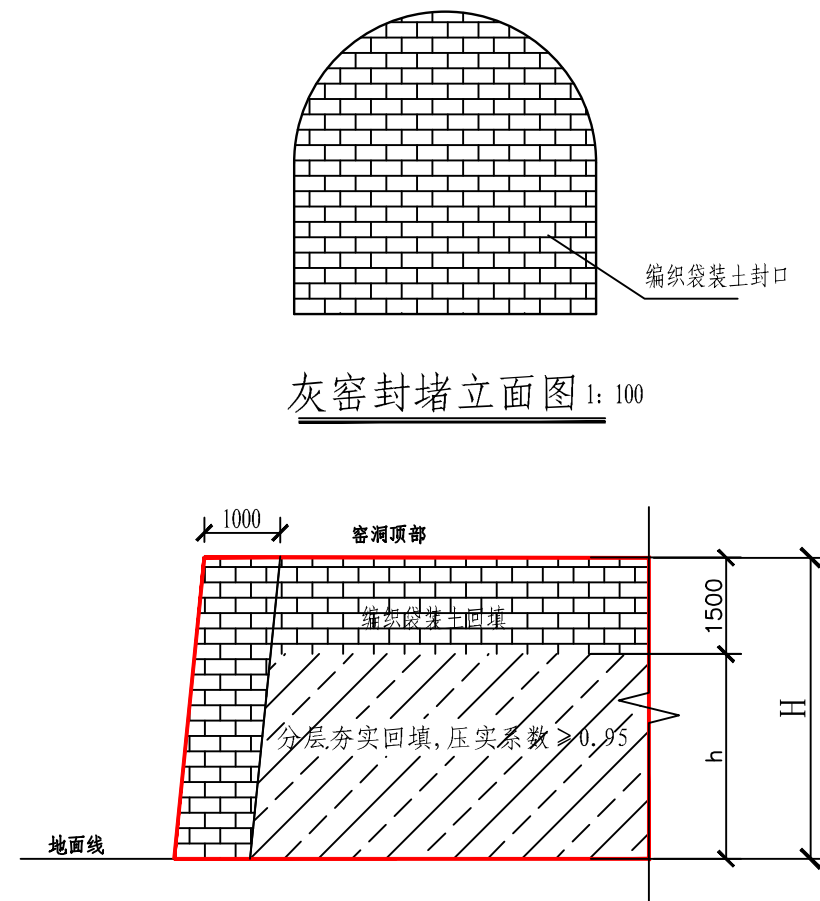 编织袋装土封口
灰窑封堵立面图 1: 100
1000
窑洞顶部
编织袋装土回填
1500
H
分层夯实回填,压实系数≥0.95
h
地面线